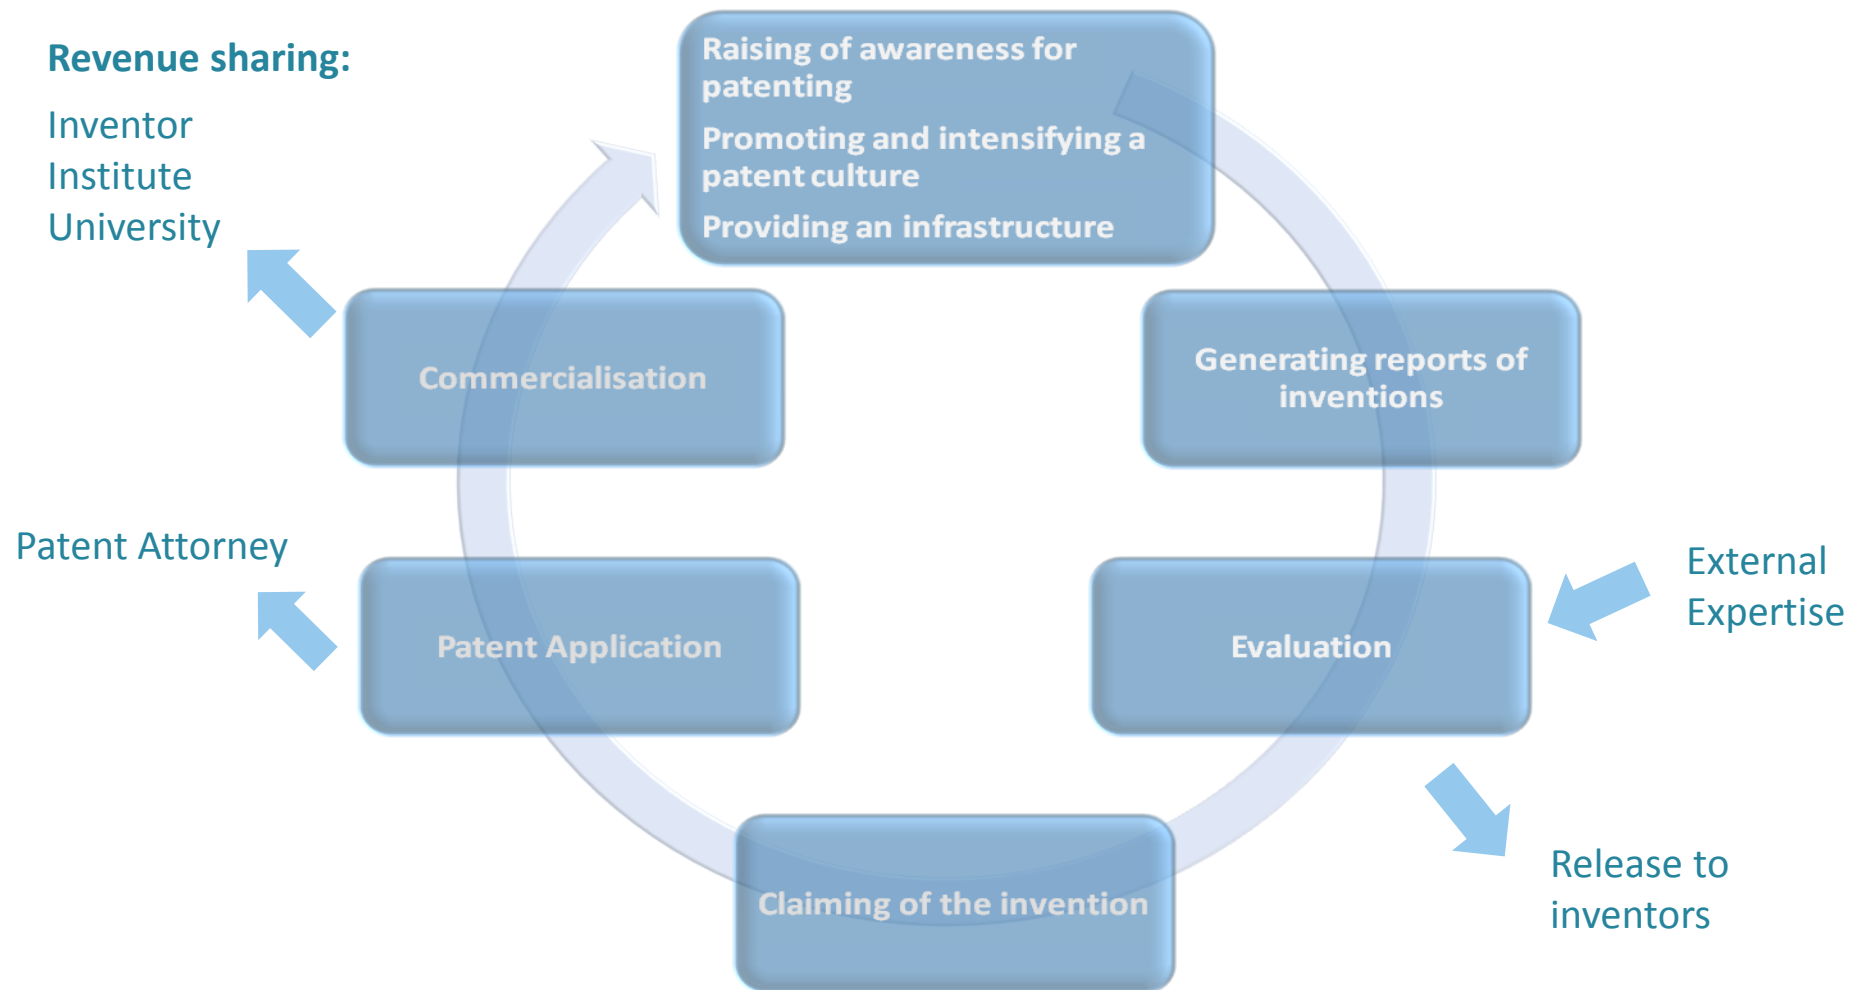 Revenue sharing:
Inventor
Institute
University
Raising of awareness for
patenting
Promoting and intensifying a
patent culture
Providing an infrastructure
Generating reports of
inventions
External
Expertise
Evaluation
Release to
inventors
Claiming of the invention
Patent Attorney
Patent Application
Commercialisation